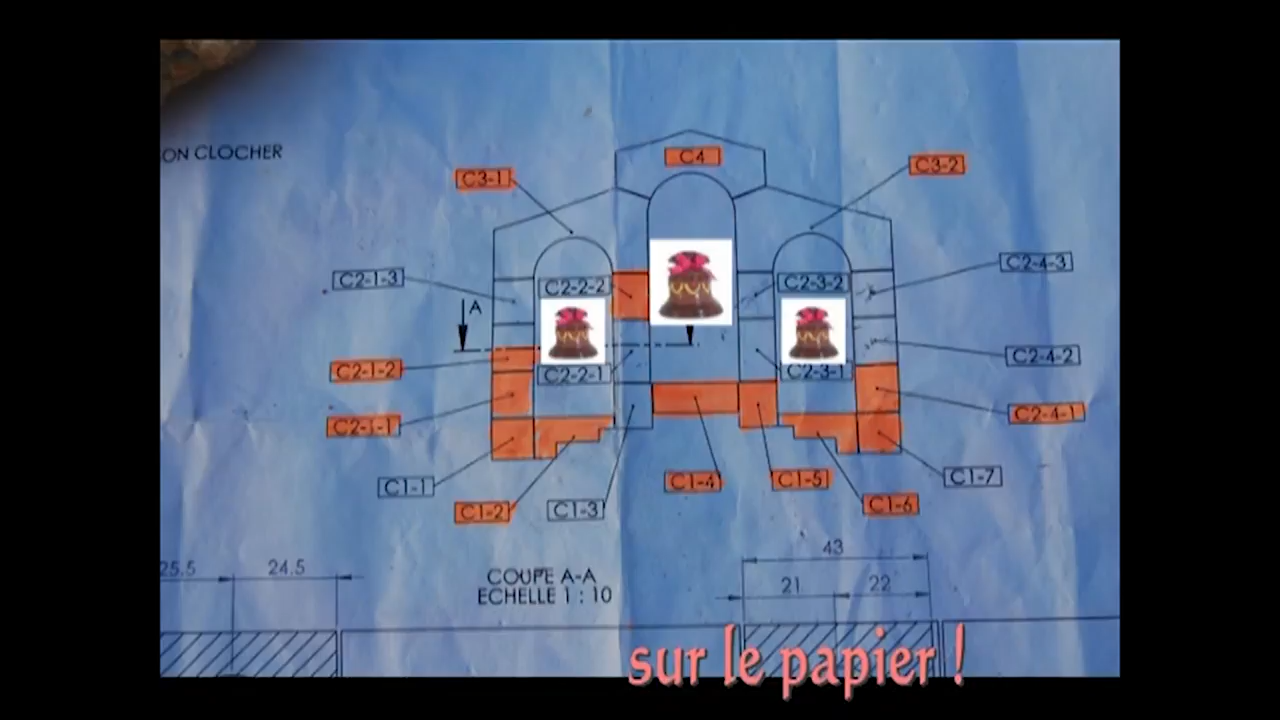 ON CLOCHER
C4
C3-1
C3-2
C2-1-3
C2-2-2
C2-3-2
C2-4-3
A
C2-1-2
C2-2-1
C2-3-1
C2-4-2
C2-1-1
C2-4-1
C1-1
C1-2
C1-3
C1-4
C1-5
C1-6
C1-7
25.5
24.5
COUPE A-A
ECHELLE 1 : 10
43
21
22
sur le papier !